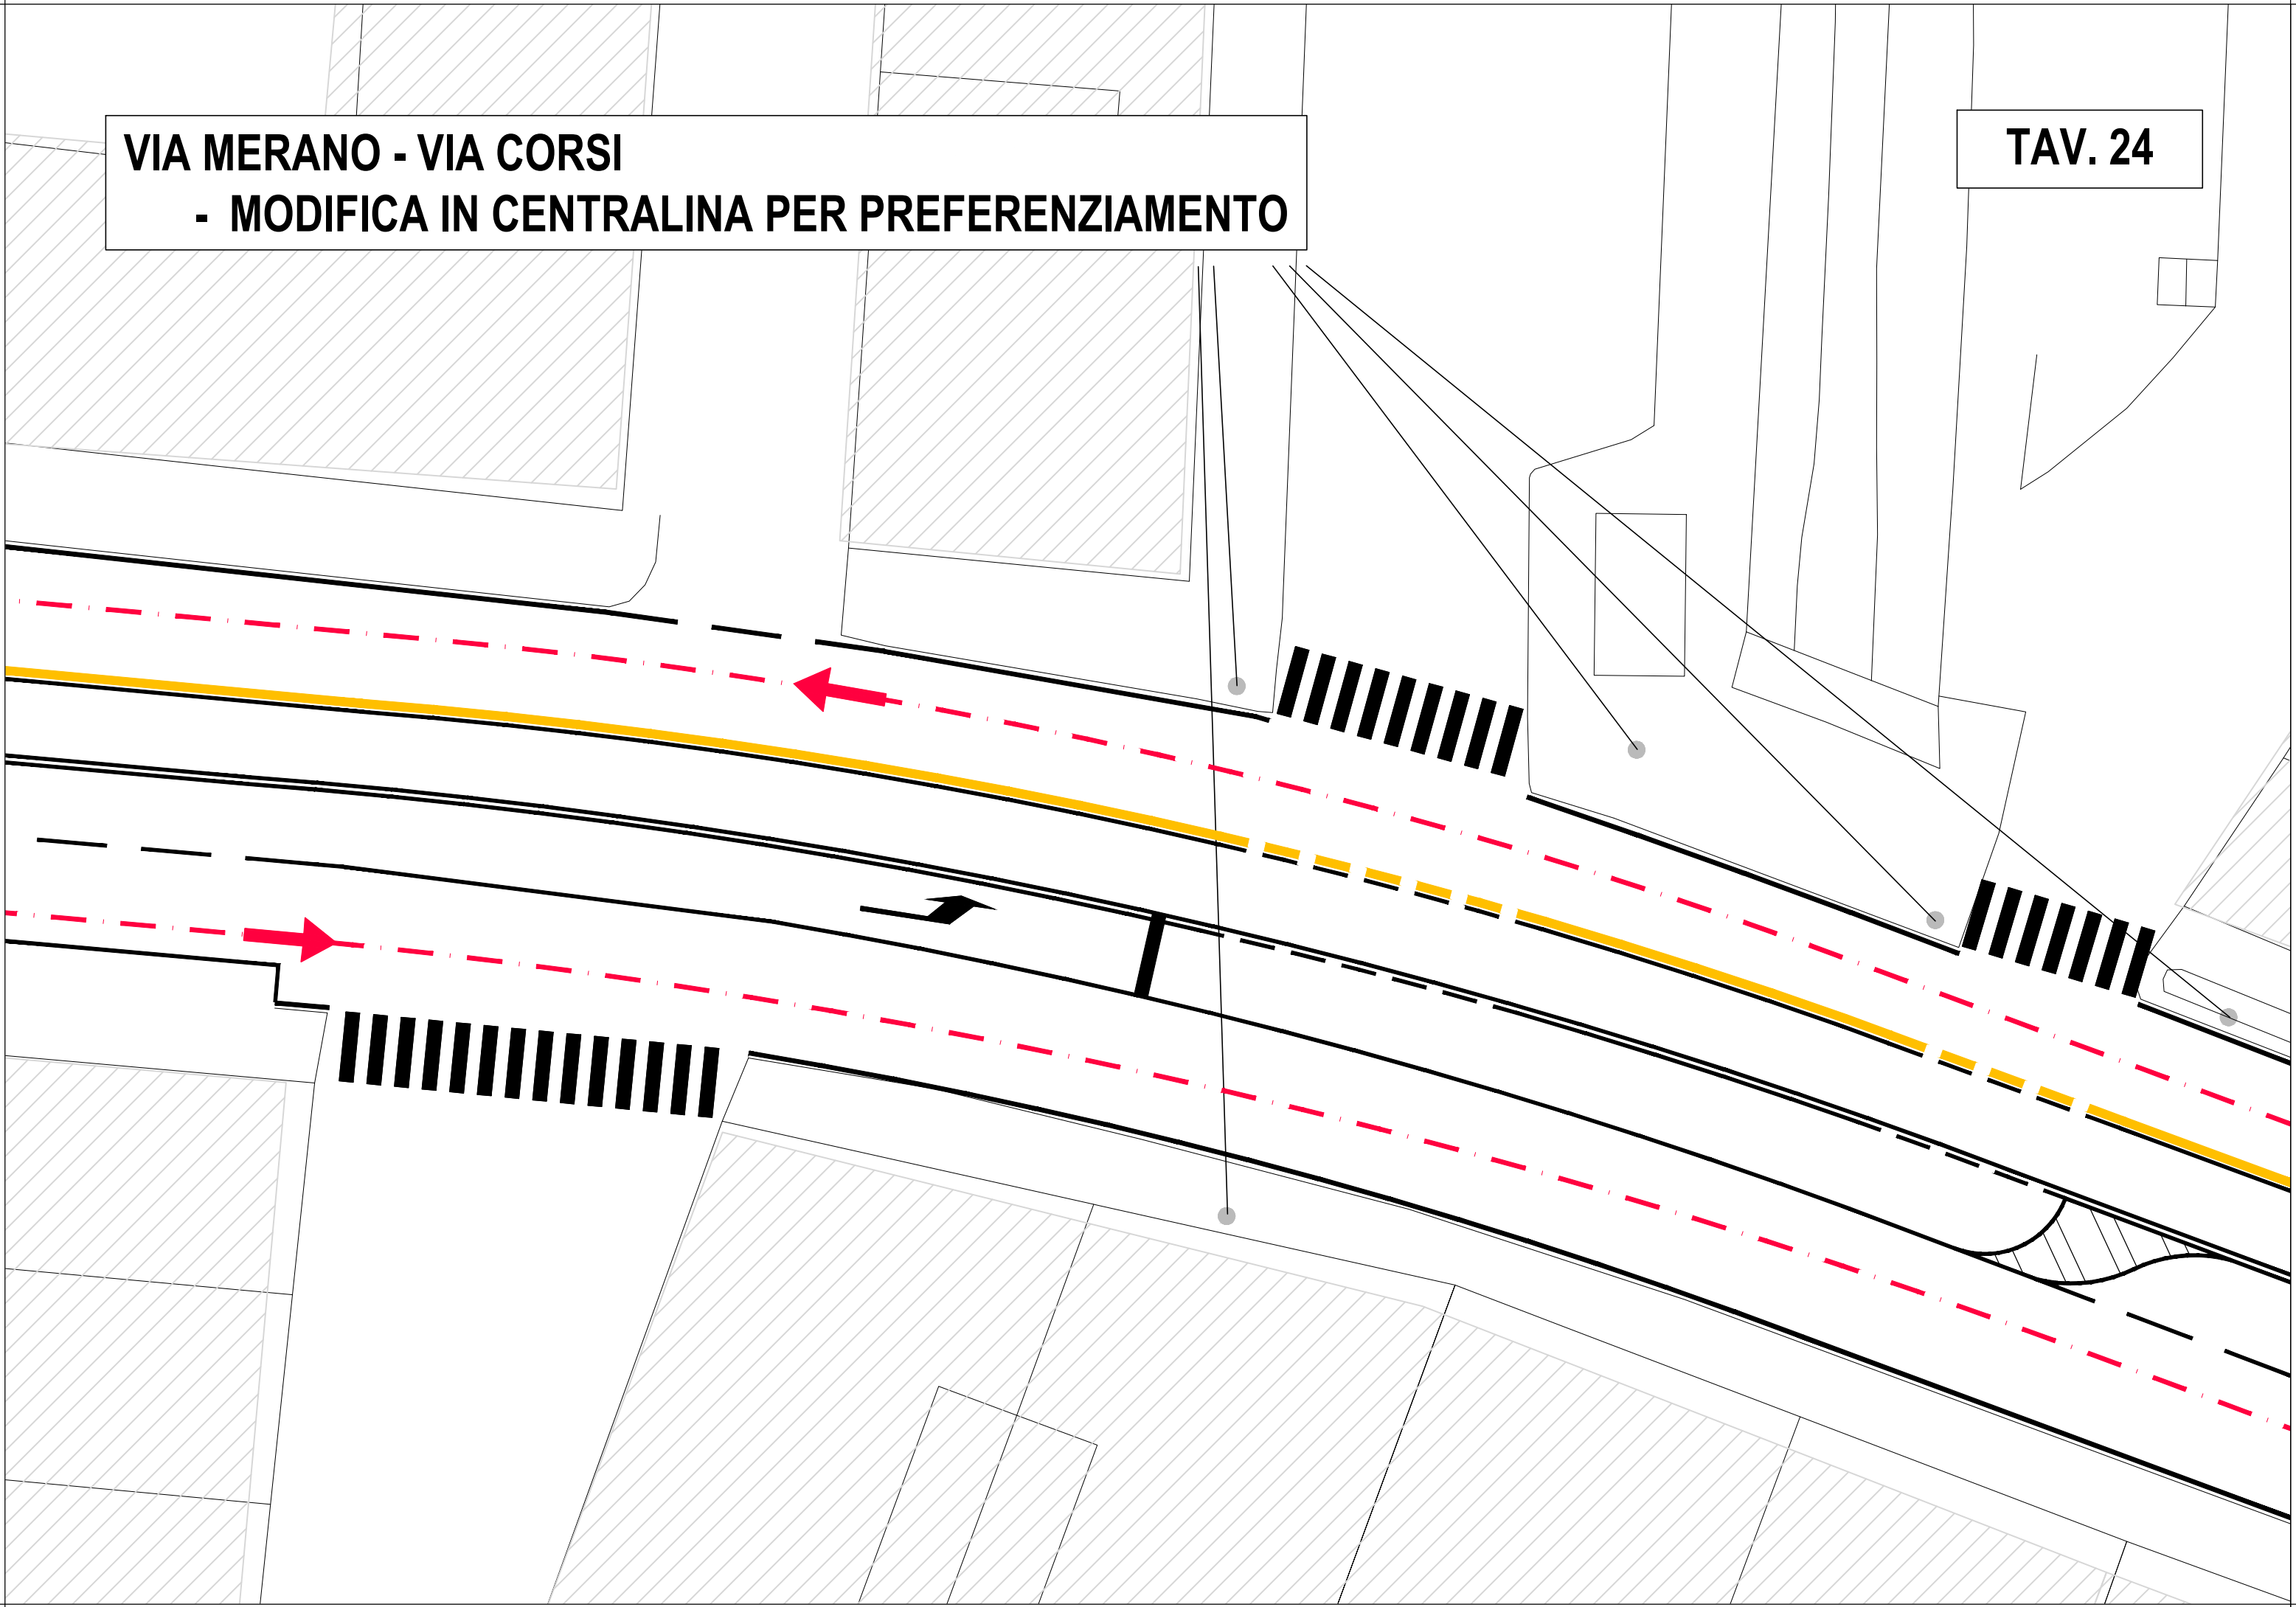 VIA MERANO - VIA CORSI
- MODIFICA IN CENTRALINA PER PREFERENZIAMENTO
TAV. 24